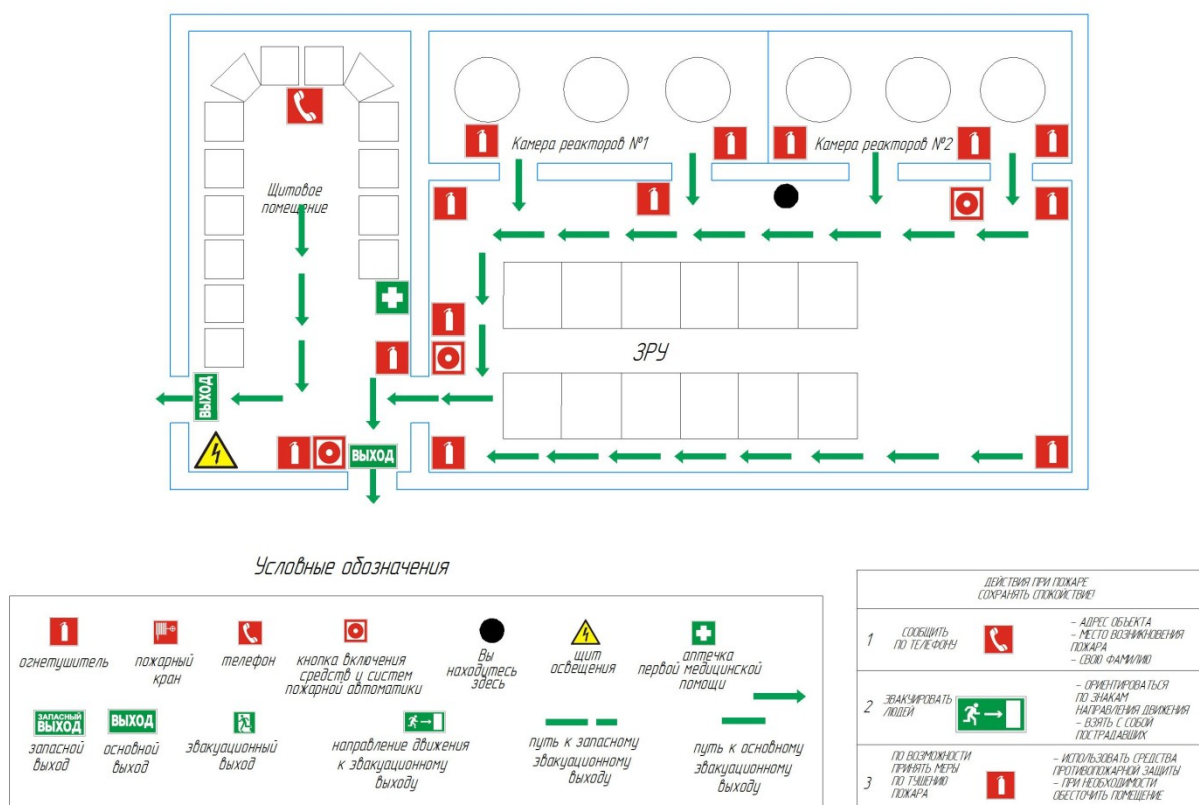 Камера реакторов №1
Камера реакторов №2
Щитовое
помещение
ЗРУ
ВЫХОД
ВЫХОД
Условные обозначения
огнетушитель
пожарный
кран
телефон
кнопка включения
средств и систем
пожарной автоматики
Вы
находитесь
здесь
щит
освещения
аптечка
первой медицинской
помощи
ЗАПАСНЫЙ
ВЫХОД
запасной
выход
ВЫХОД
основной
выход
эвакуационный
выход
направление движения
к эвакуационному
выходу
путь к запасному
эвакуационному
выходу
путь к основному
эвакуационному
выходу
ДЕЙСТВИЯ ПРИ ПОЖАРЕ
СОХРАНЯТЬ СПОКОЙСТВИЕ!
1
СООБЩИТЬ
ПО ТЕЛЕФОНУ
- АДРЕС ОБЪЕКТА
- МЕСТО ВОЗНИКНОВЕНИЯ
ПОЖАРА
- СВОЮ ФАМИЛИЮ
2
ЭВАКУИРОВАТЬ
ЛЮДЕЙ
- ОРИЕНТИРОВАТЬСЯ
ПО ЗНАКАМ
НАПРАВЛЕНИЯ ДВИЖЕНИЯ
- ВЗЯТЬ С СОБОЙ
ПОСТРАДАВШИХ
3
ПО ВОЗМОЖНОСТИ
ПРИНЯТЬ МЕРЫ
ПО ТУШЕНИЮ
ПОЖАРА
- ИСПОЛЬЗОВАТЬ СРЕДСТВА
ПРОТИВОПОЖАРНОЙ ЗАЩИТЫ
- ПРИ НЕОБХОДИМОСТИ
ОБЕСТОЧИТЬ ПОМЕЩЕНИЕ